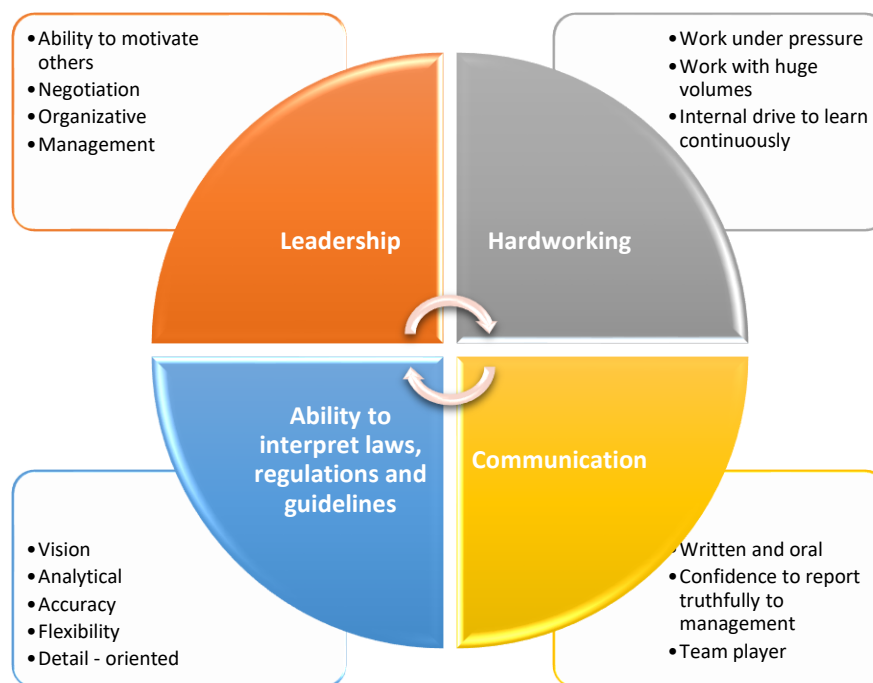 •Ability to motivate
others
•Negotiation
•Organizative
•Management
•Work under pressure
•Work with huge
volumes
•Internal drive to learn
continuously
Leadership
Hardworking
Ability to
interpret laws,
regulations and
guidelines
Communication
•Vision
•Analytical
•Accuracy
•Flexibility
•Detail - oriented
•Written and oral
•Confidence to report
truthfully to
management
•Team player